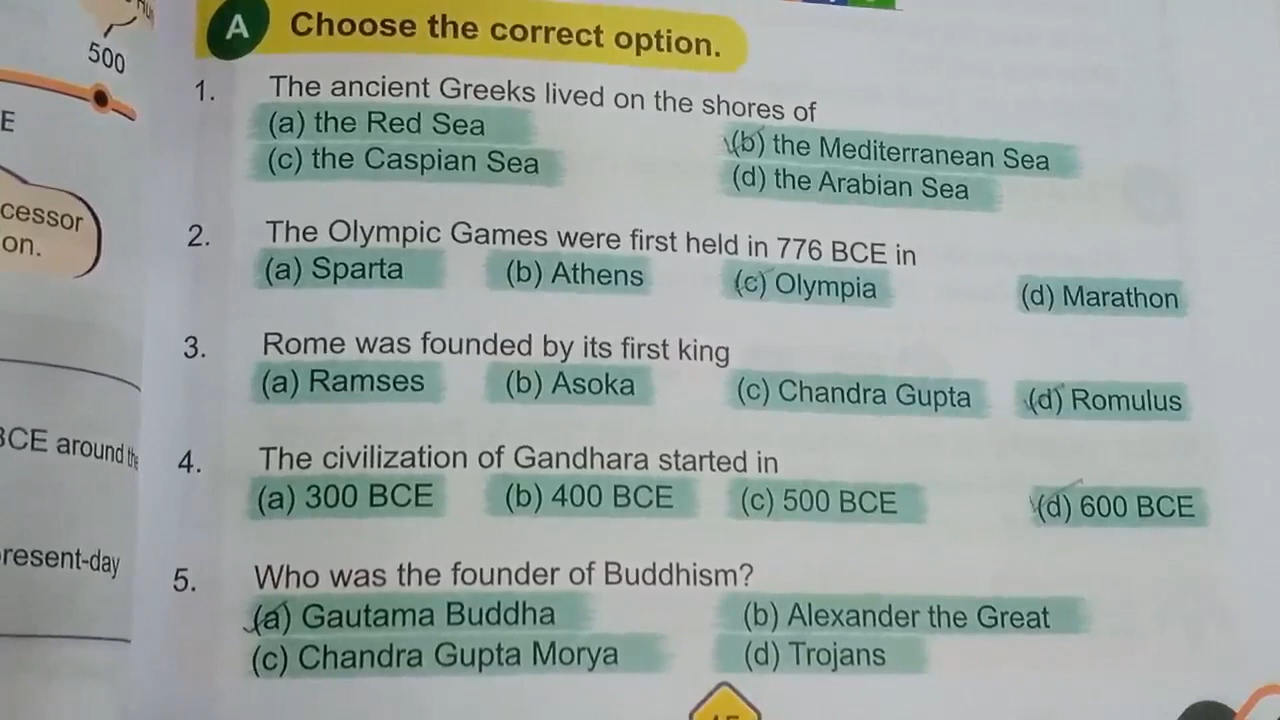 500
E
cessor
on.
BCE around the
resent-day
A Choose the correct option.
1. The ancient Greeks lived on the shores of
(a) the Red Sea (b) the Mediterranean Sea
(c) the Caspian Sea (d) the Arabian Sea
2. The Olympic Games were first held in 776 BCE in
(a) Sparta (b) Athens (c) Olympia (d) Marathon
3. Rome was founded by its first king
(a) Ramses (b) Asoka (c) Chandra Gupta (d) Romulus
4. The civilization of Gandhara started in
(a) 300 BCE (b) 400 BCE (c) 500 BCE (d) 600 BCE
5. Who was the founder of Buddhism?
(a) Gautama Buddha (b) Alexander the Great
(c) Chandra Gupta Morya (d) Trojans